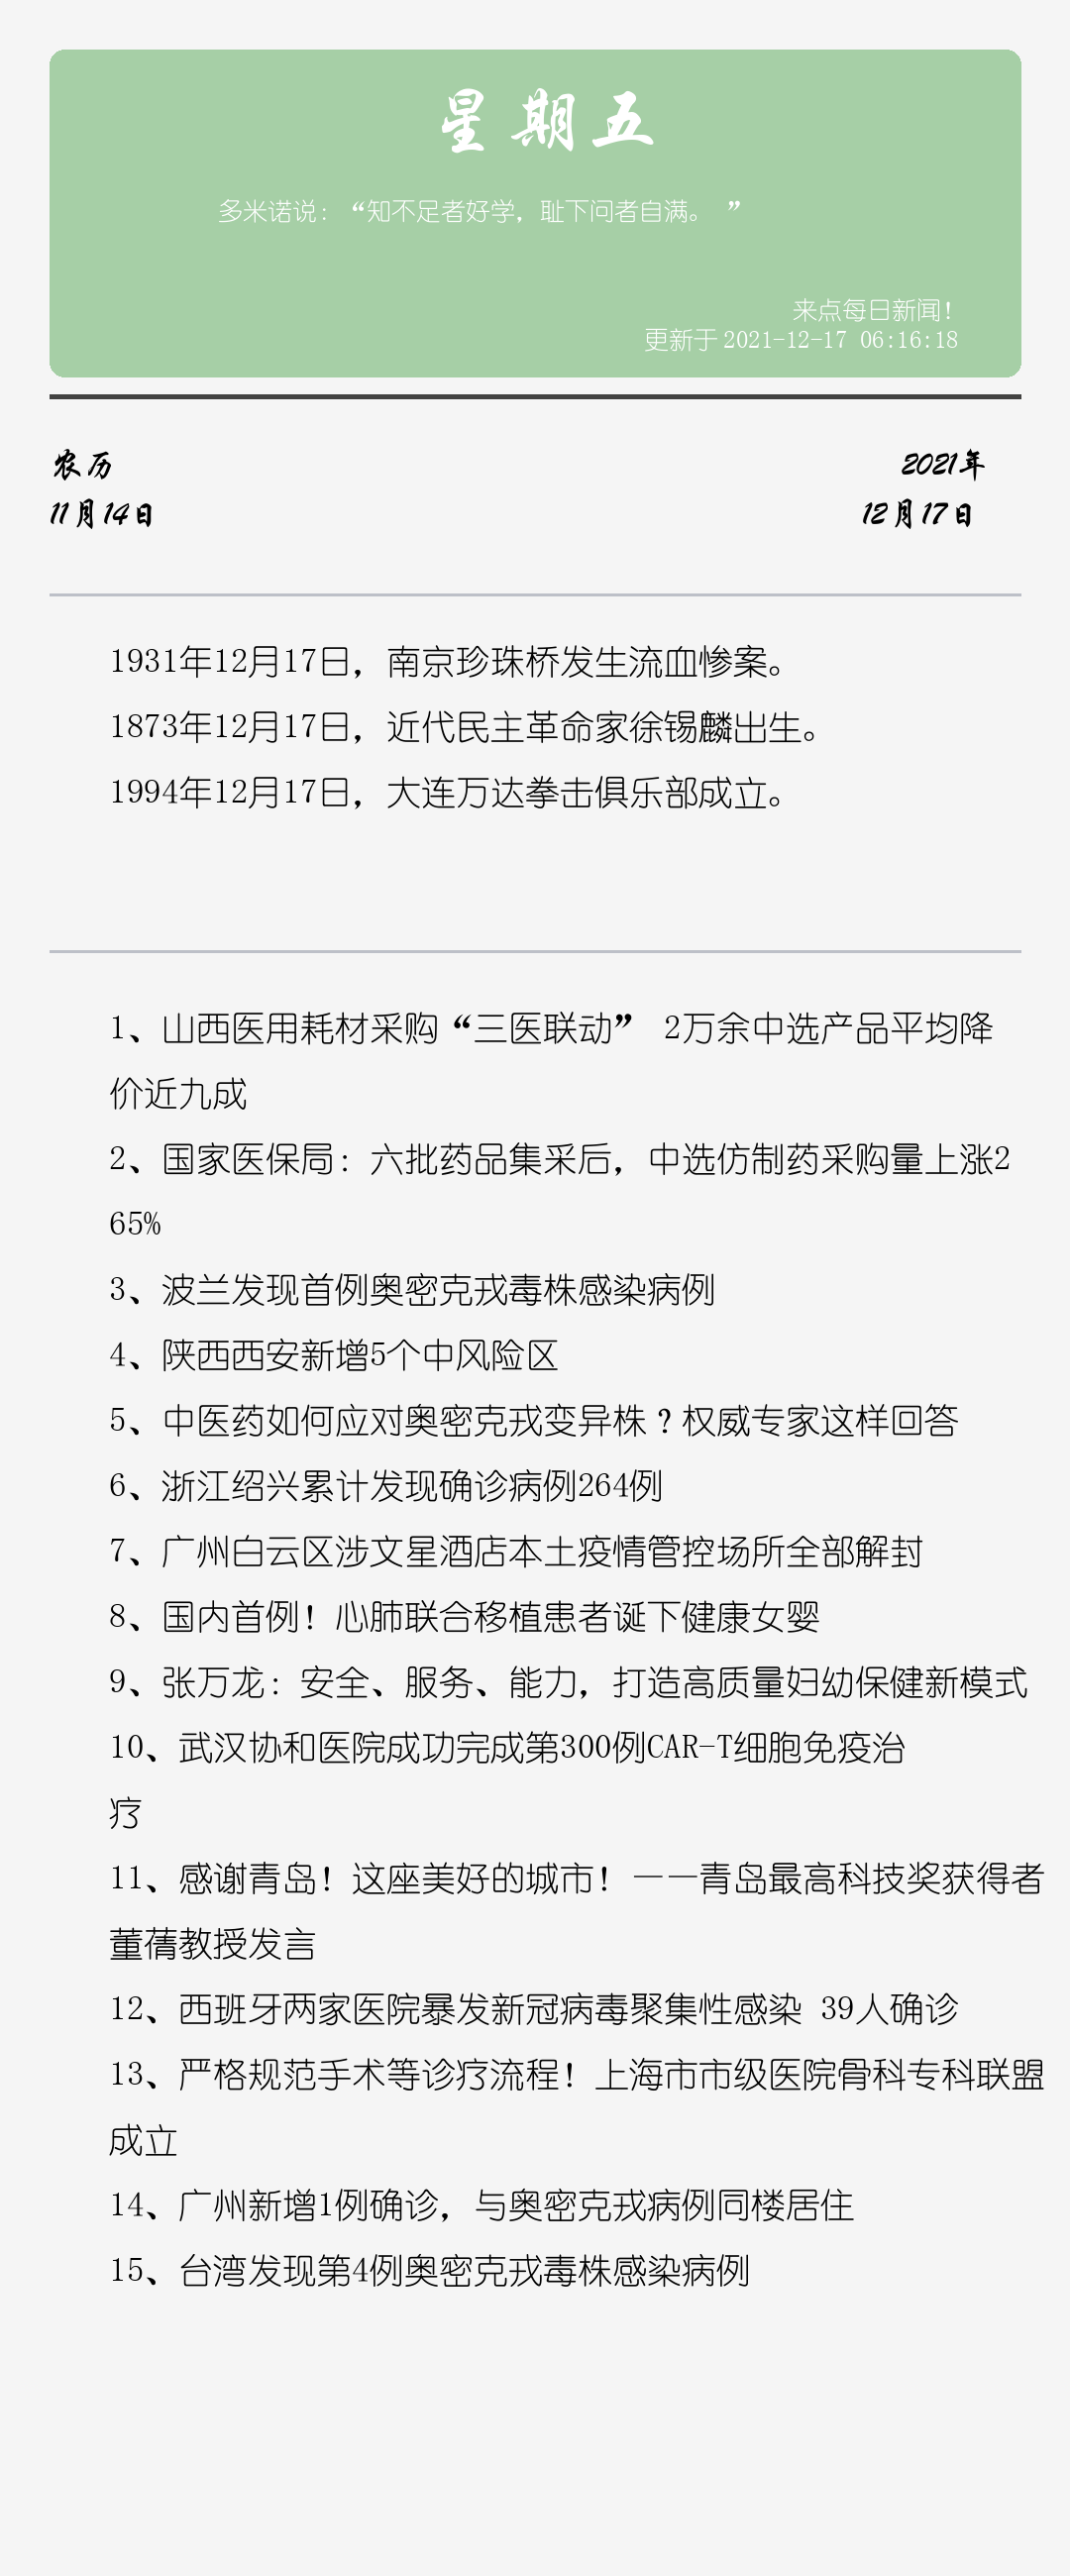 星期五
多米诺说：“知不足者好学，耻下问者自满。 ”
来点每日新闻！
更新于 2021-12-17 06:16:18
农历
2021年
11月14日
12月17日
1931年12月17日，南京珍珠桥发生流血惨案。
1873年12月17日，近代民主革命家徐锡麟出生。
1994年12月17日，大连万达拳击俱乐部成立。
1、山西医用耗材采购“三医联动” 2万余中选产品平均降
价近九成
2、国家医保局：六批药品集采后，中选仿制药采购量上涨2
65%
3、波兰发现首例奥密克戎毒株感染病例
4、陕西西安新增5个中风险区
5、中医药如何应对奥密克戎变异株？权威专家这样回答
6、浙江绍兴累计发现确诊病例264例
7、广州白云区涉文星酒店本土疫情管控场所全部解封
8、国内首例！心肺联合移植患者诞下健康女婴
9、张万龙：安全、服务、能力，打造高质量妇幼保健新模式
10、武汉协和医院成功完成第300例CAR-T细胞免疫治
疗
11、感谢青岛！这座美好的城市！——青岛最高科技奖获得者
董蒨教授发言
12、西班牙两家医院暴发新冠病毒聚集性感染 39人确诊
13、严格规范手术等诊疗流程！上海市市级医院骨科专科联盟
成立
14、广州新增1例确诊，与奥密克戎病例同楼居住
15、台湾发现第4例奥密克戎毒株感染病例